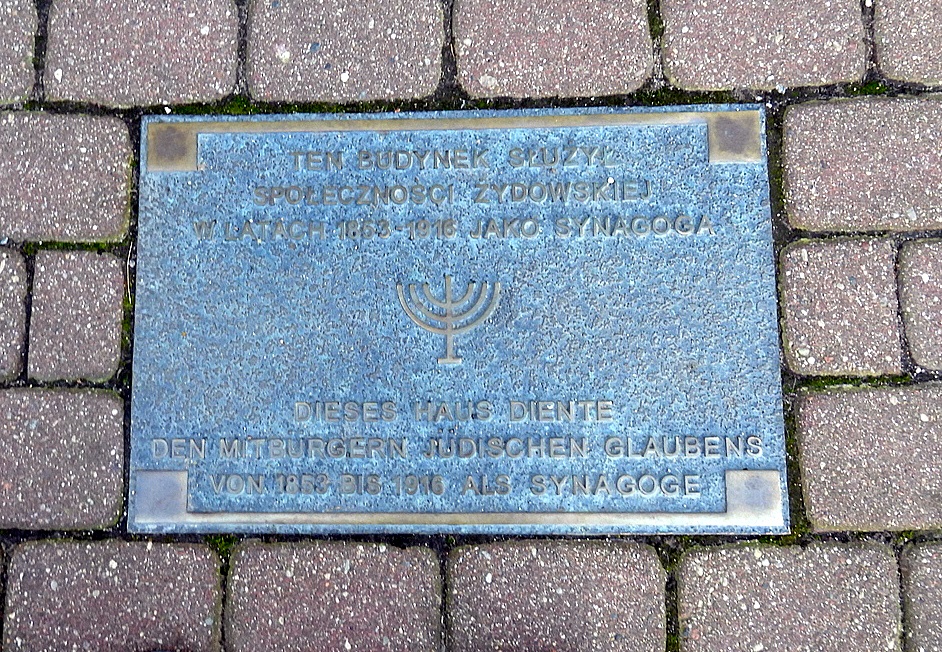 TEN BUDYNEK SŁUŻYŁ
SPOŁECZNOŚCI ŻYDOWSKIEJ
W LATACH 1853-1916 JAKO SYNAGOGA
DIESES HAUS DIENTE
DEN MITBÜRGERN JÜDISCHEN GLAUBENS
VON 1853 BIS 1916 ALS SYNAGOGE